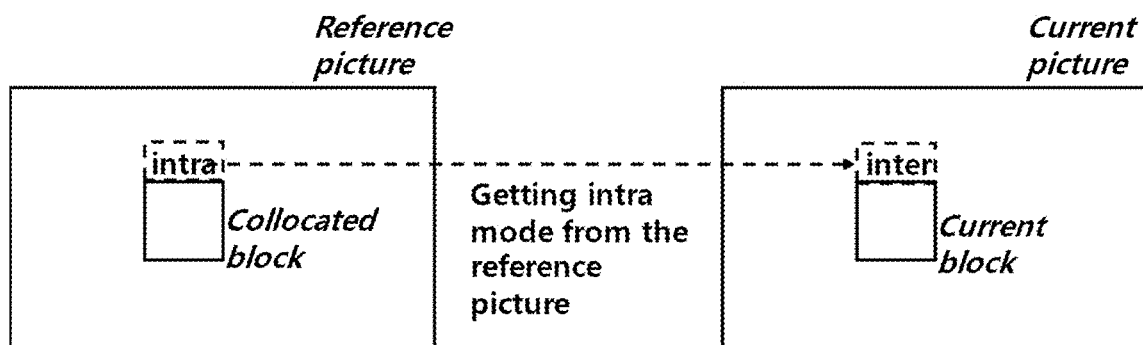 Reference
picture
Current
picture
intra
inter
Collocated
block
Getting intra
mode from the
reference
picture
Current
block